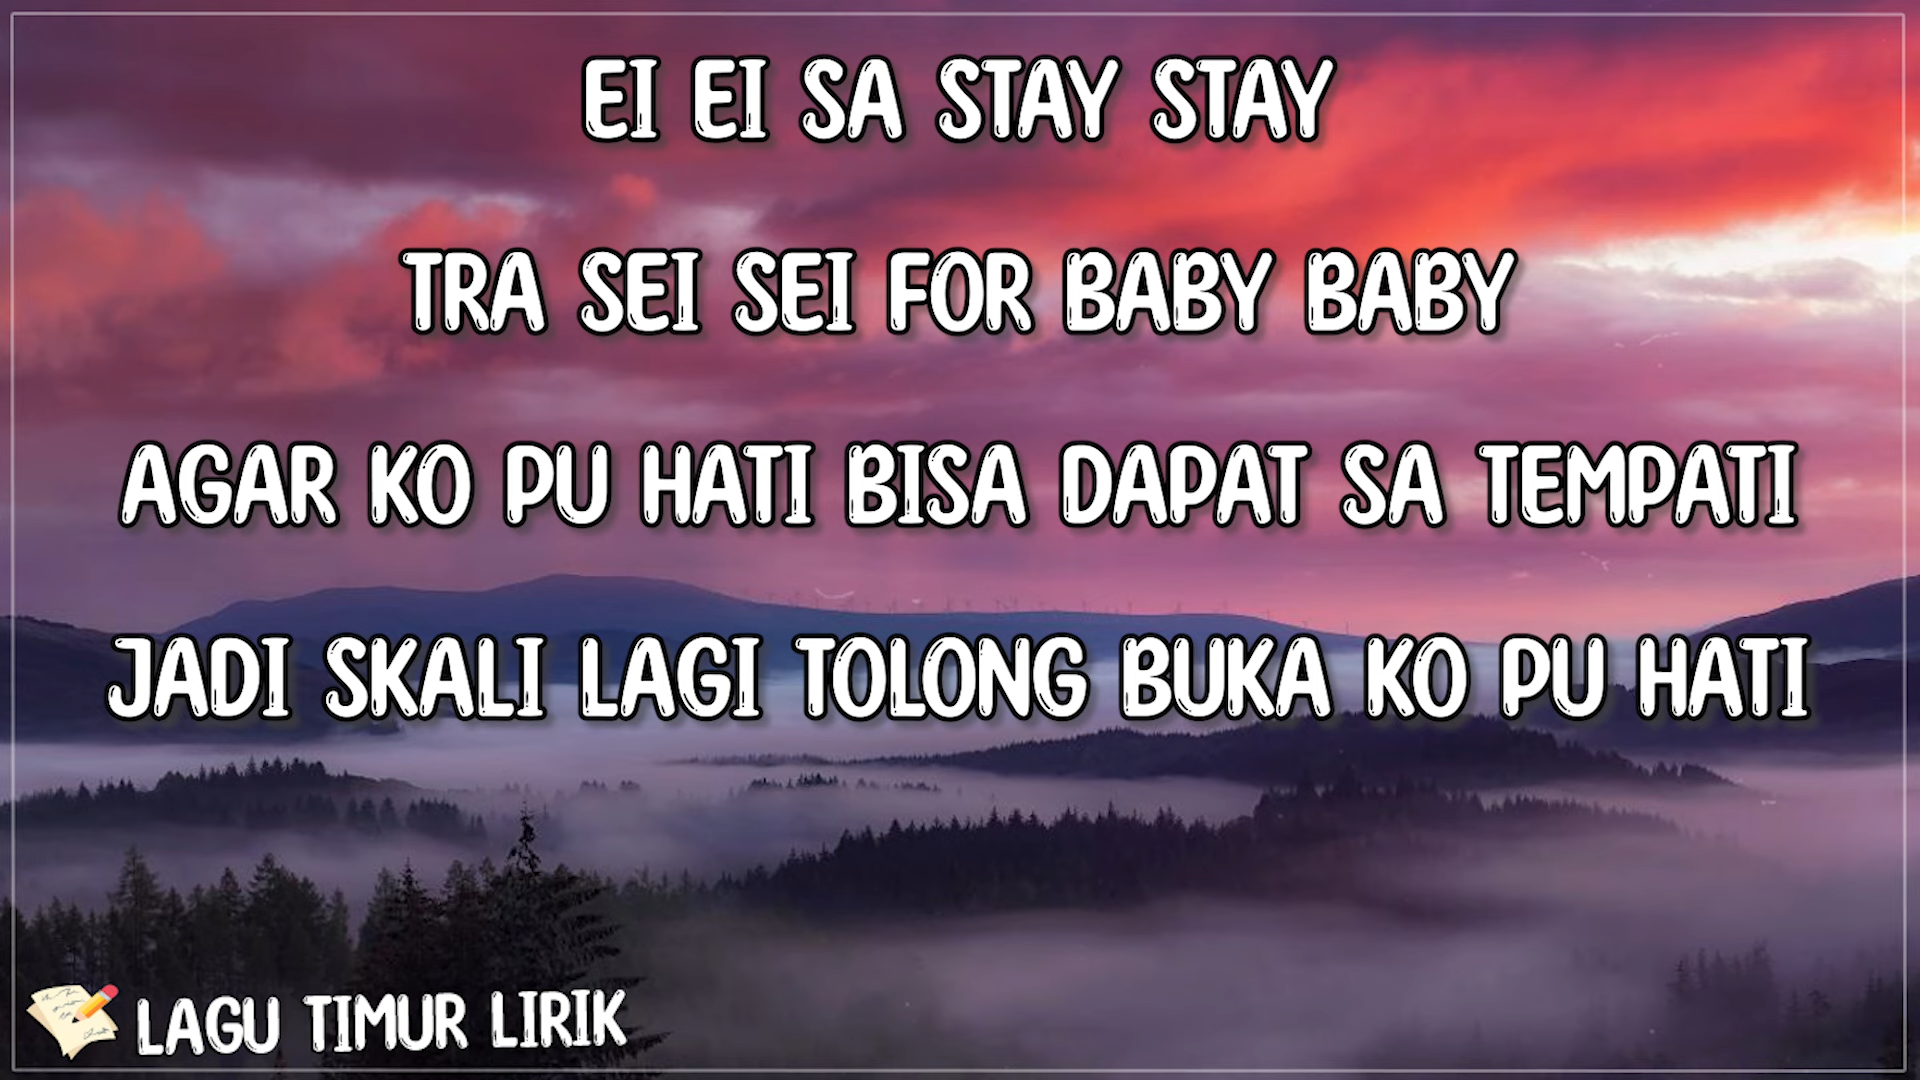 EI EI SA STAY STAY
TRA SEI SEI FOR BABY BABY
AGAR KO PU HATI BISA DAPAT SA TEMPATI
JADI SKALI LAGI TOLONG BUKA KO PU HATI
LAGU TIMUR LIRIK